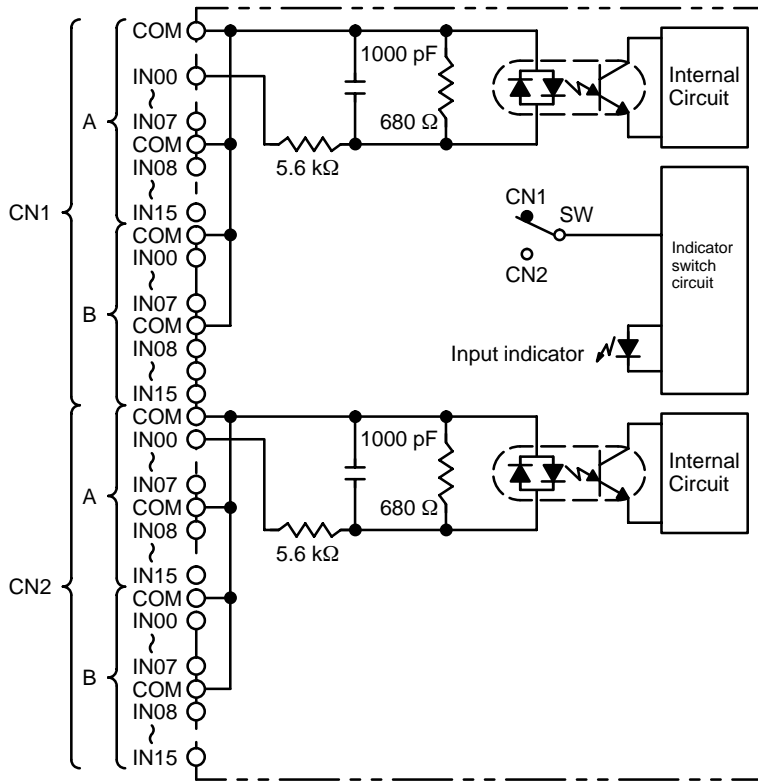 COM
IN00
~
IN07
COM
IN08
~
IN15
COM
IN00
~
IN07
COM
IN08
~
IN15
A
B
CN1
1000 pF
680 Ω
5.6 kΩ
Internal
Circuit
CN1
SW
CN2
Indicator
switch
circuit
Input indicator
COM
IN00
~
IN07
COM
IN08
~
IN15
COM
IN00
~
IN07
COM
IN08
~
IN15
A
B
CN2
1000 pF
680 Ω
5.6 kΩ
Internal
Circuit